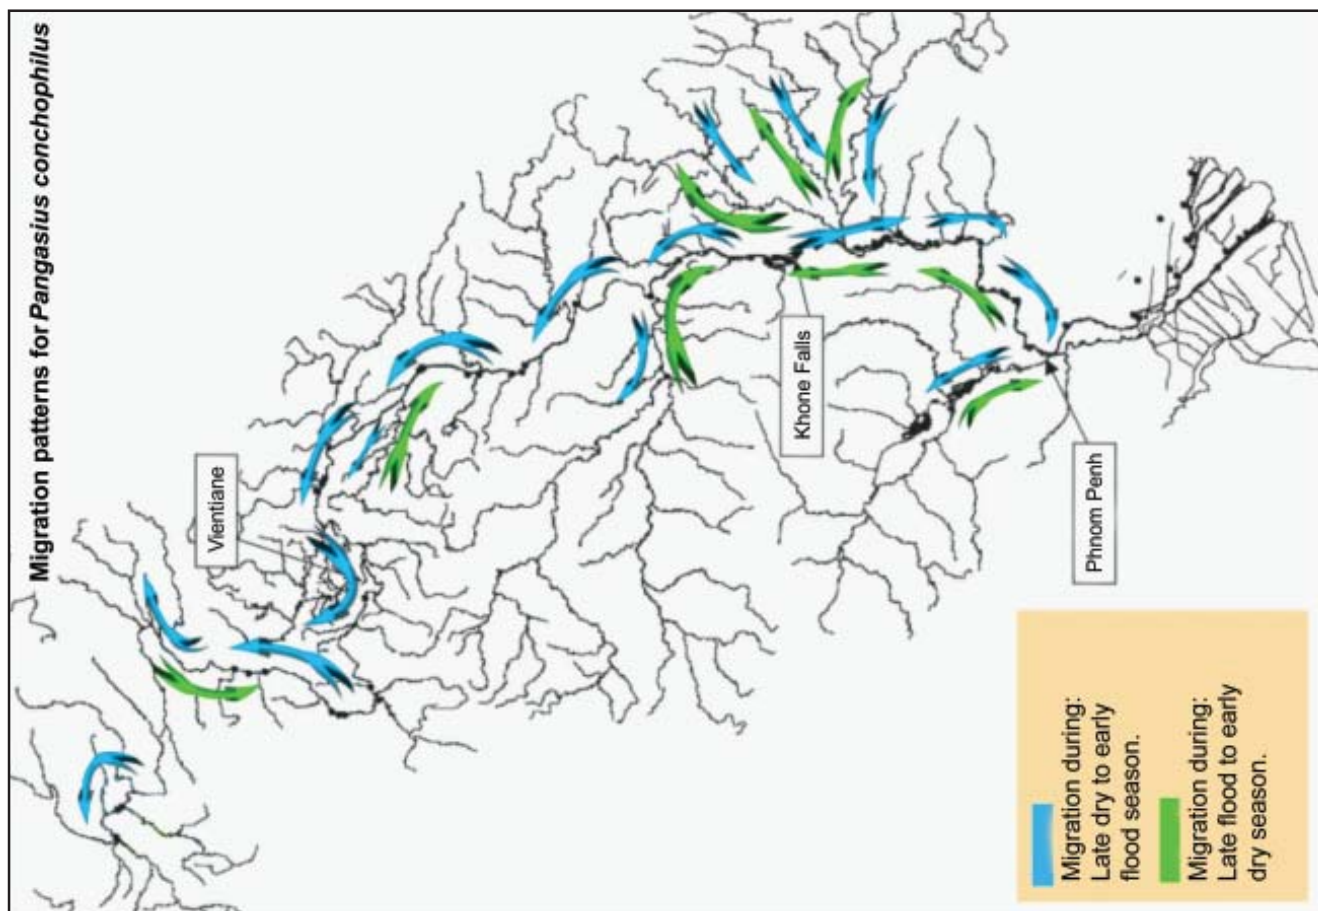 Migration patterns for Pangasius conchophilus
Vientiane
Khone Falls
Phnom Penh
Migration during:
Late dry to early
flood season.
Migration during:
Late flood to early
dry season.